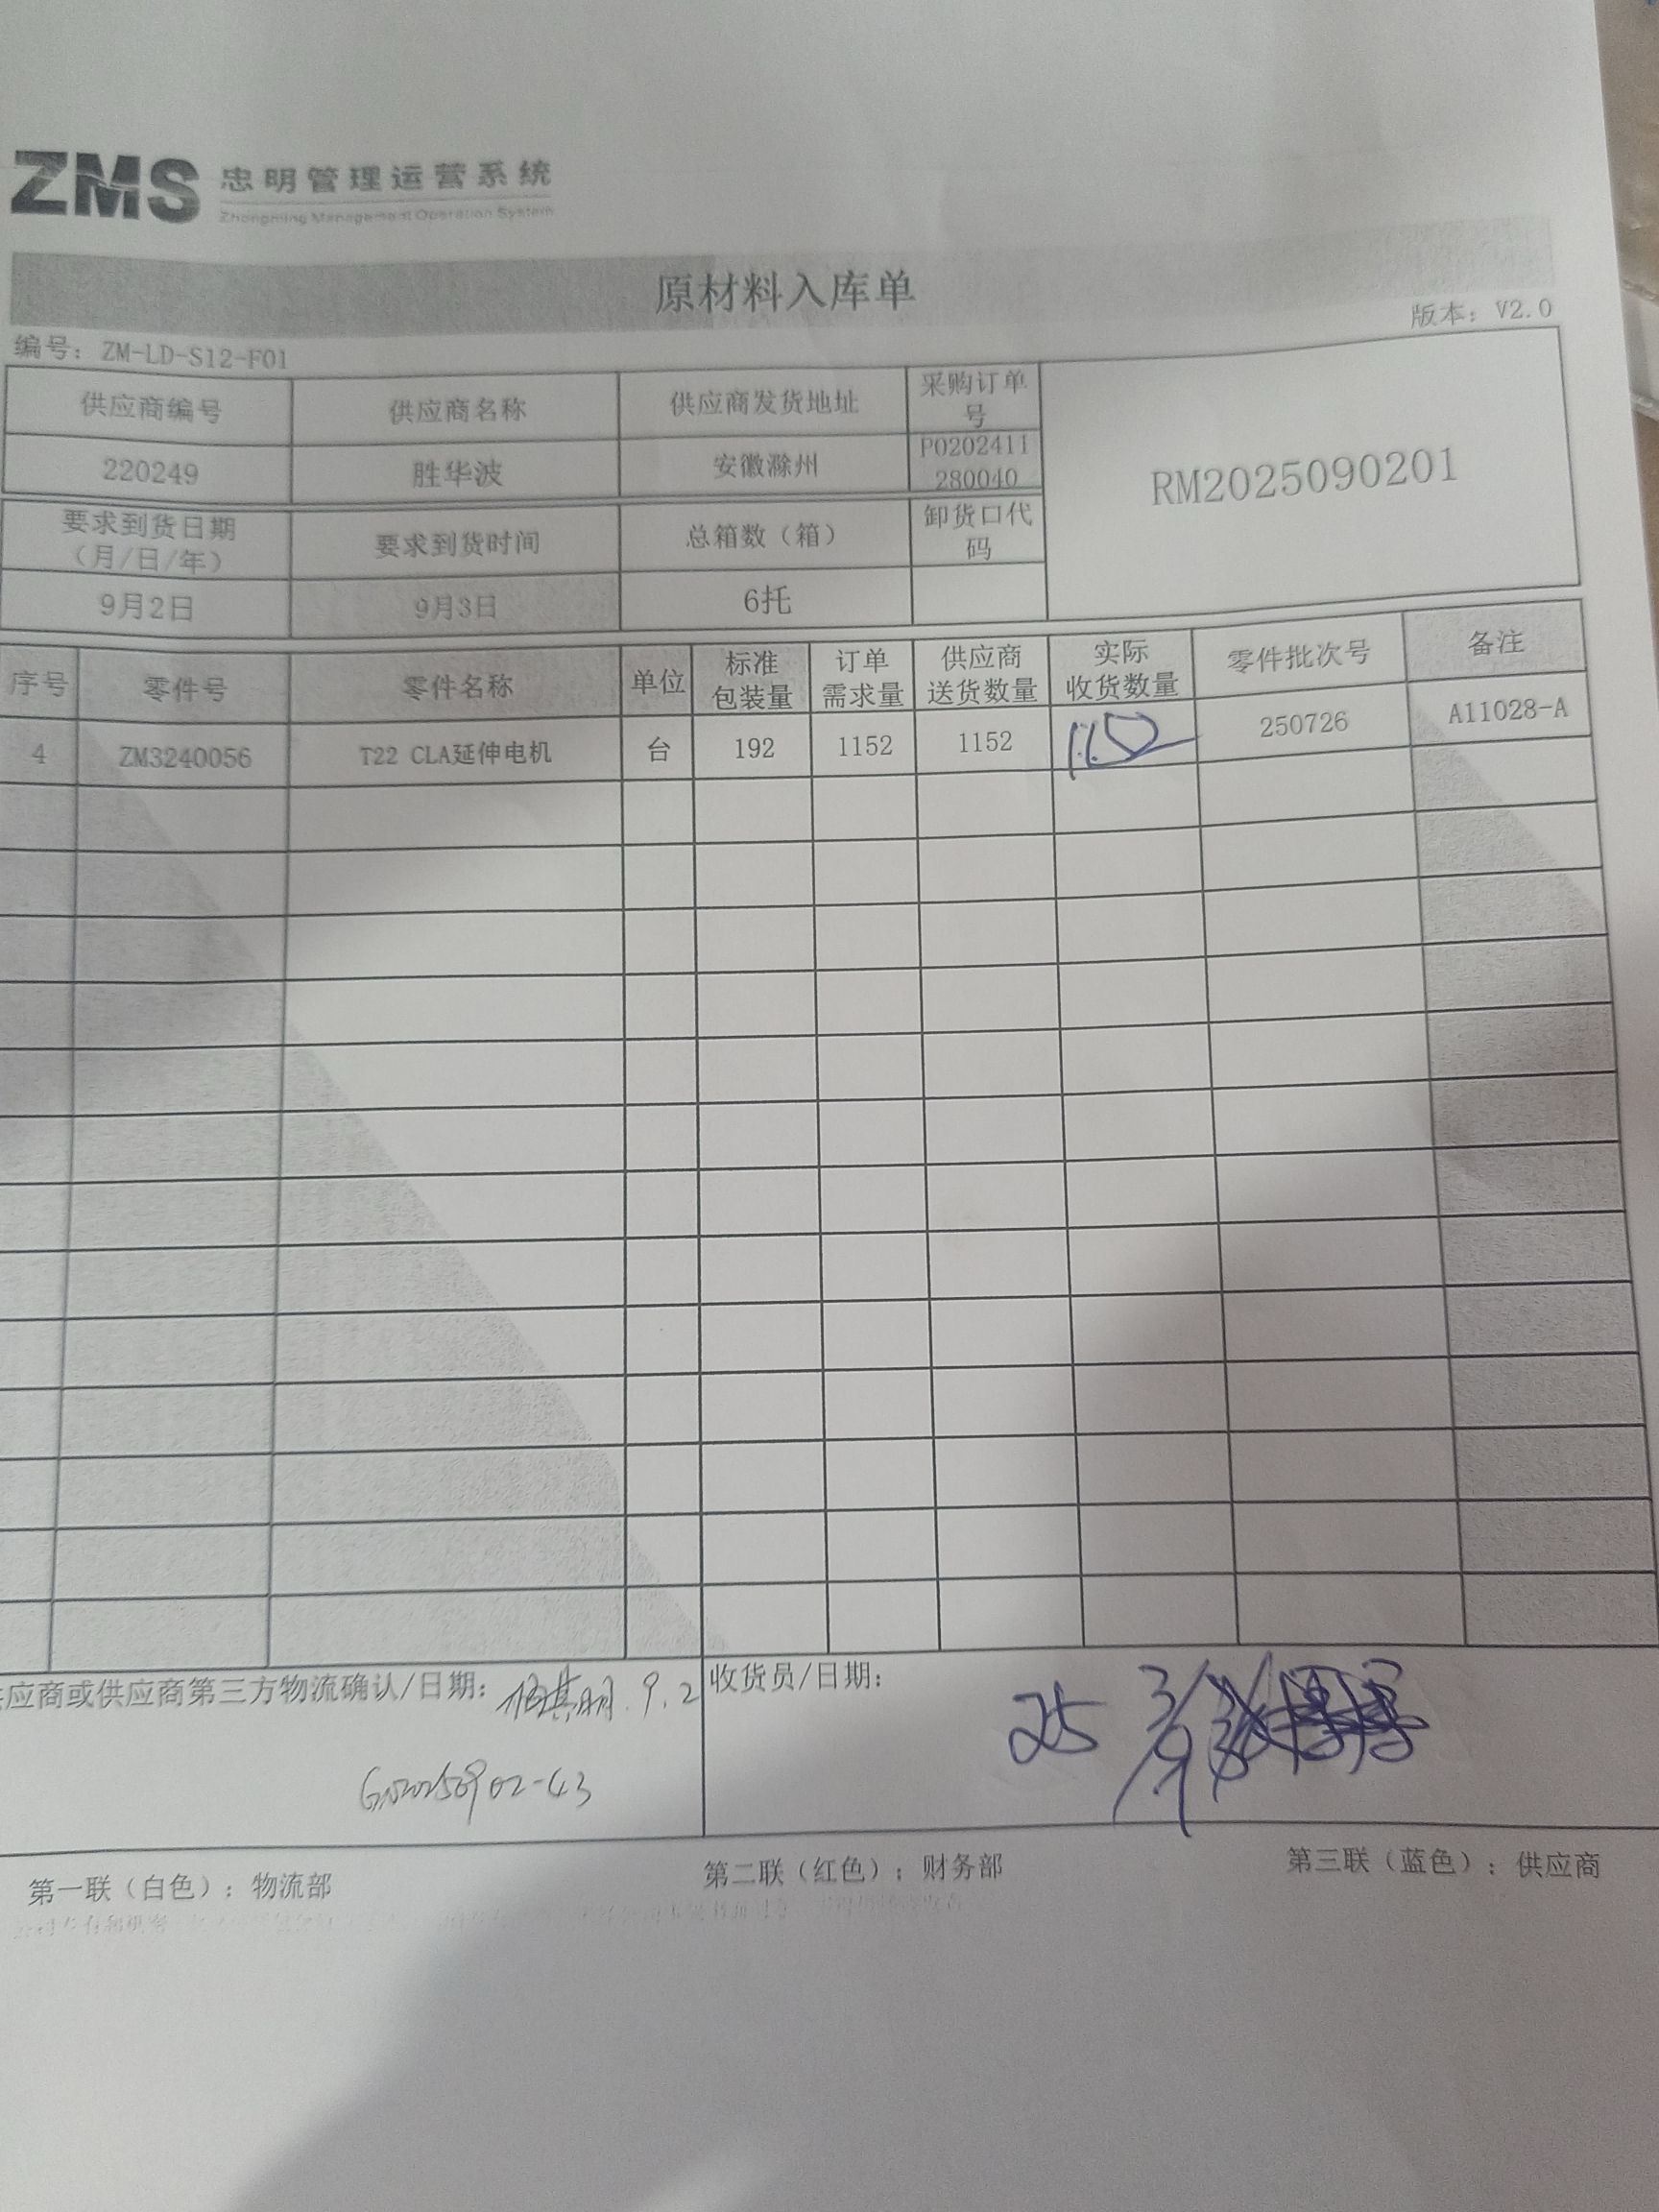 ZMS 忠明管理运营系统
Zhongming Management Operation System
原材料入库单
编号：ZM-LD-S12-F01 版本：V2.0
供应商编号 供应商名称 供应商发货地址 采购订单号
220249 胜华波 安徽滁州 PO202411280040 RM2025090201
要求到货日期（月/日/年） 要求到货时间 总箱数（箱） 卸货口代码
9月2日 9月3日 6托
序号 零件号 零件名称 单位 标准包装量 订单需求量 供应商送货数量 实际收货数量 零件批次号 备注
4 ZM3240056 T22 CLA延伸电机 台 192 1152 1152 250726 A11028-A
应商或供应商第三方物流确认/日期： 9.2 收货员/日期：
25 3/9
第一联（白色）；物流部 第二联（红色）；财务部 第三联（蓝色）：供应商